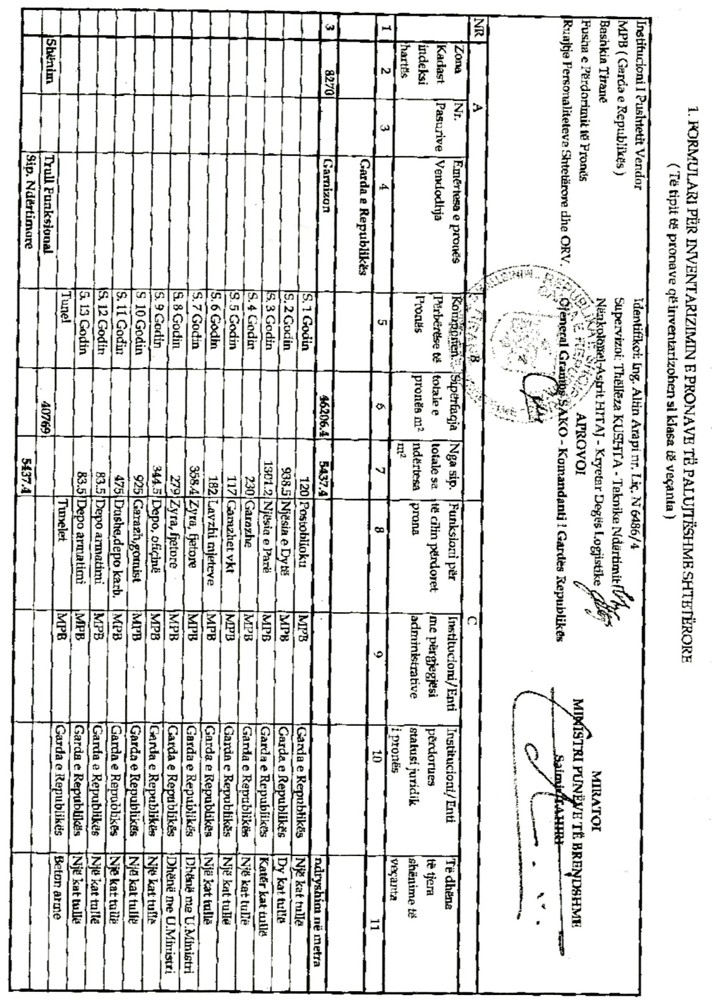 1. FORMULARI PËR INVENTARIZIMIN E PRONAVE TË PALUJTËSHME SHTETËRORE
( Të tipit të pronave që inventarizohen si klasa të veçanta )
Institucioni I Pushtetit Vendor
MPB ( Garda e Republikës )
Bashkia Tiranë
Fusha e Përdorimit të Pronës
Ruajtje Personaliteteve Shtetërore dhe ORV.
Identifikoi: Ing. Altin Arapi nr. Liç. N 6486/4
Supervizoi: Thëllëza KUSHTA - Teknike Ndërtimit
Nënkolonel Astrit HITAJ - Kryetar Degës Logjistike
APROVOI
Gjeneral Gramos SAKO - Komandanti i Gardës Republikës
MIRATOI
MINISTRI PUNËVE TË BRENDSHME
Saimir TAHIRI
NR A B C
Zona Kadast indeksi hartës
Nr. Pasurive
Emërtesa e pronës Vendodhja
Komponen. Përbërëse të Pronës
Sipërfaqja totale e pronës m²
Nga sip. totale sa ndërtesa m²
Funksioni për të cilin përdoret prona
Institucioni/Enti me përgjegjësi administrative
Institucioni/Enti përdorues statusi juridik i pronës
Të dhëna të tjera shënime të veçanta
1 2 3 4 5 6 7 8 9 10 11
Garda e Republikës
3 8270 Garnizon 46206.4 5437.4 ndryshim në metra
S. 1 Godin 120 Postoblloku MPB Garda e Republikës Një kat tullë
S. 2 Godin 938.5 Njësia e Dytë MPB Garda e Republikës Dy kat tullë
S. 3 Godin 1301.2 Njësia e Parë MPB Garda e Republikës Katër kat tullë
S. 4 Godin 230 Garazhe MPB Garda e Republikës Një kat tullë
S. 5 Godin 117 Garazhet vkt MPB Garda e Republikës Një kat tullë
S. 6 Godin 182 Lavzhi mjeteve MPB Garda e Republikës Një kat tullë
S. 7 Godin 358.4 Zyra, fjetore MPB Garda e Republikës Dhënë me U.Ministri
S. 8 Godin 279 Zyra, fjetore MPB Garda e Republikës Dhënë me U.Ministri
S. 9 Godin 344.5 Depo, ofiçinë MPB Garda e Republikës Një kat tullë
S. 10 Godin 925 Garazh,gomist MPB Garda e Republikës Një kat tullë
S. 11 Godin 475 Dushe,depo karb. MPB Garda e Republikës Një kat tullë
S. 12 Godin 83.5 Depo armatimi MPB Garda e Republikës Një kat tullë
S. 13 Godin 83.5 Depo armatimi MPB Garda e Republikës Një kat tullë
Tunel Tunelet MPB Garda e Republikës Beton arme
Shënim Trull Funksional 40769
Sip. Ndërtimore 5437.4